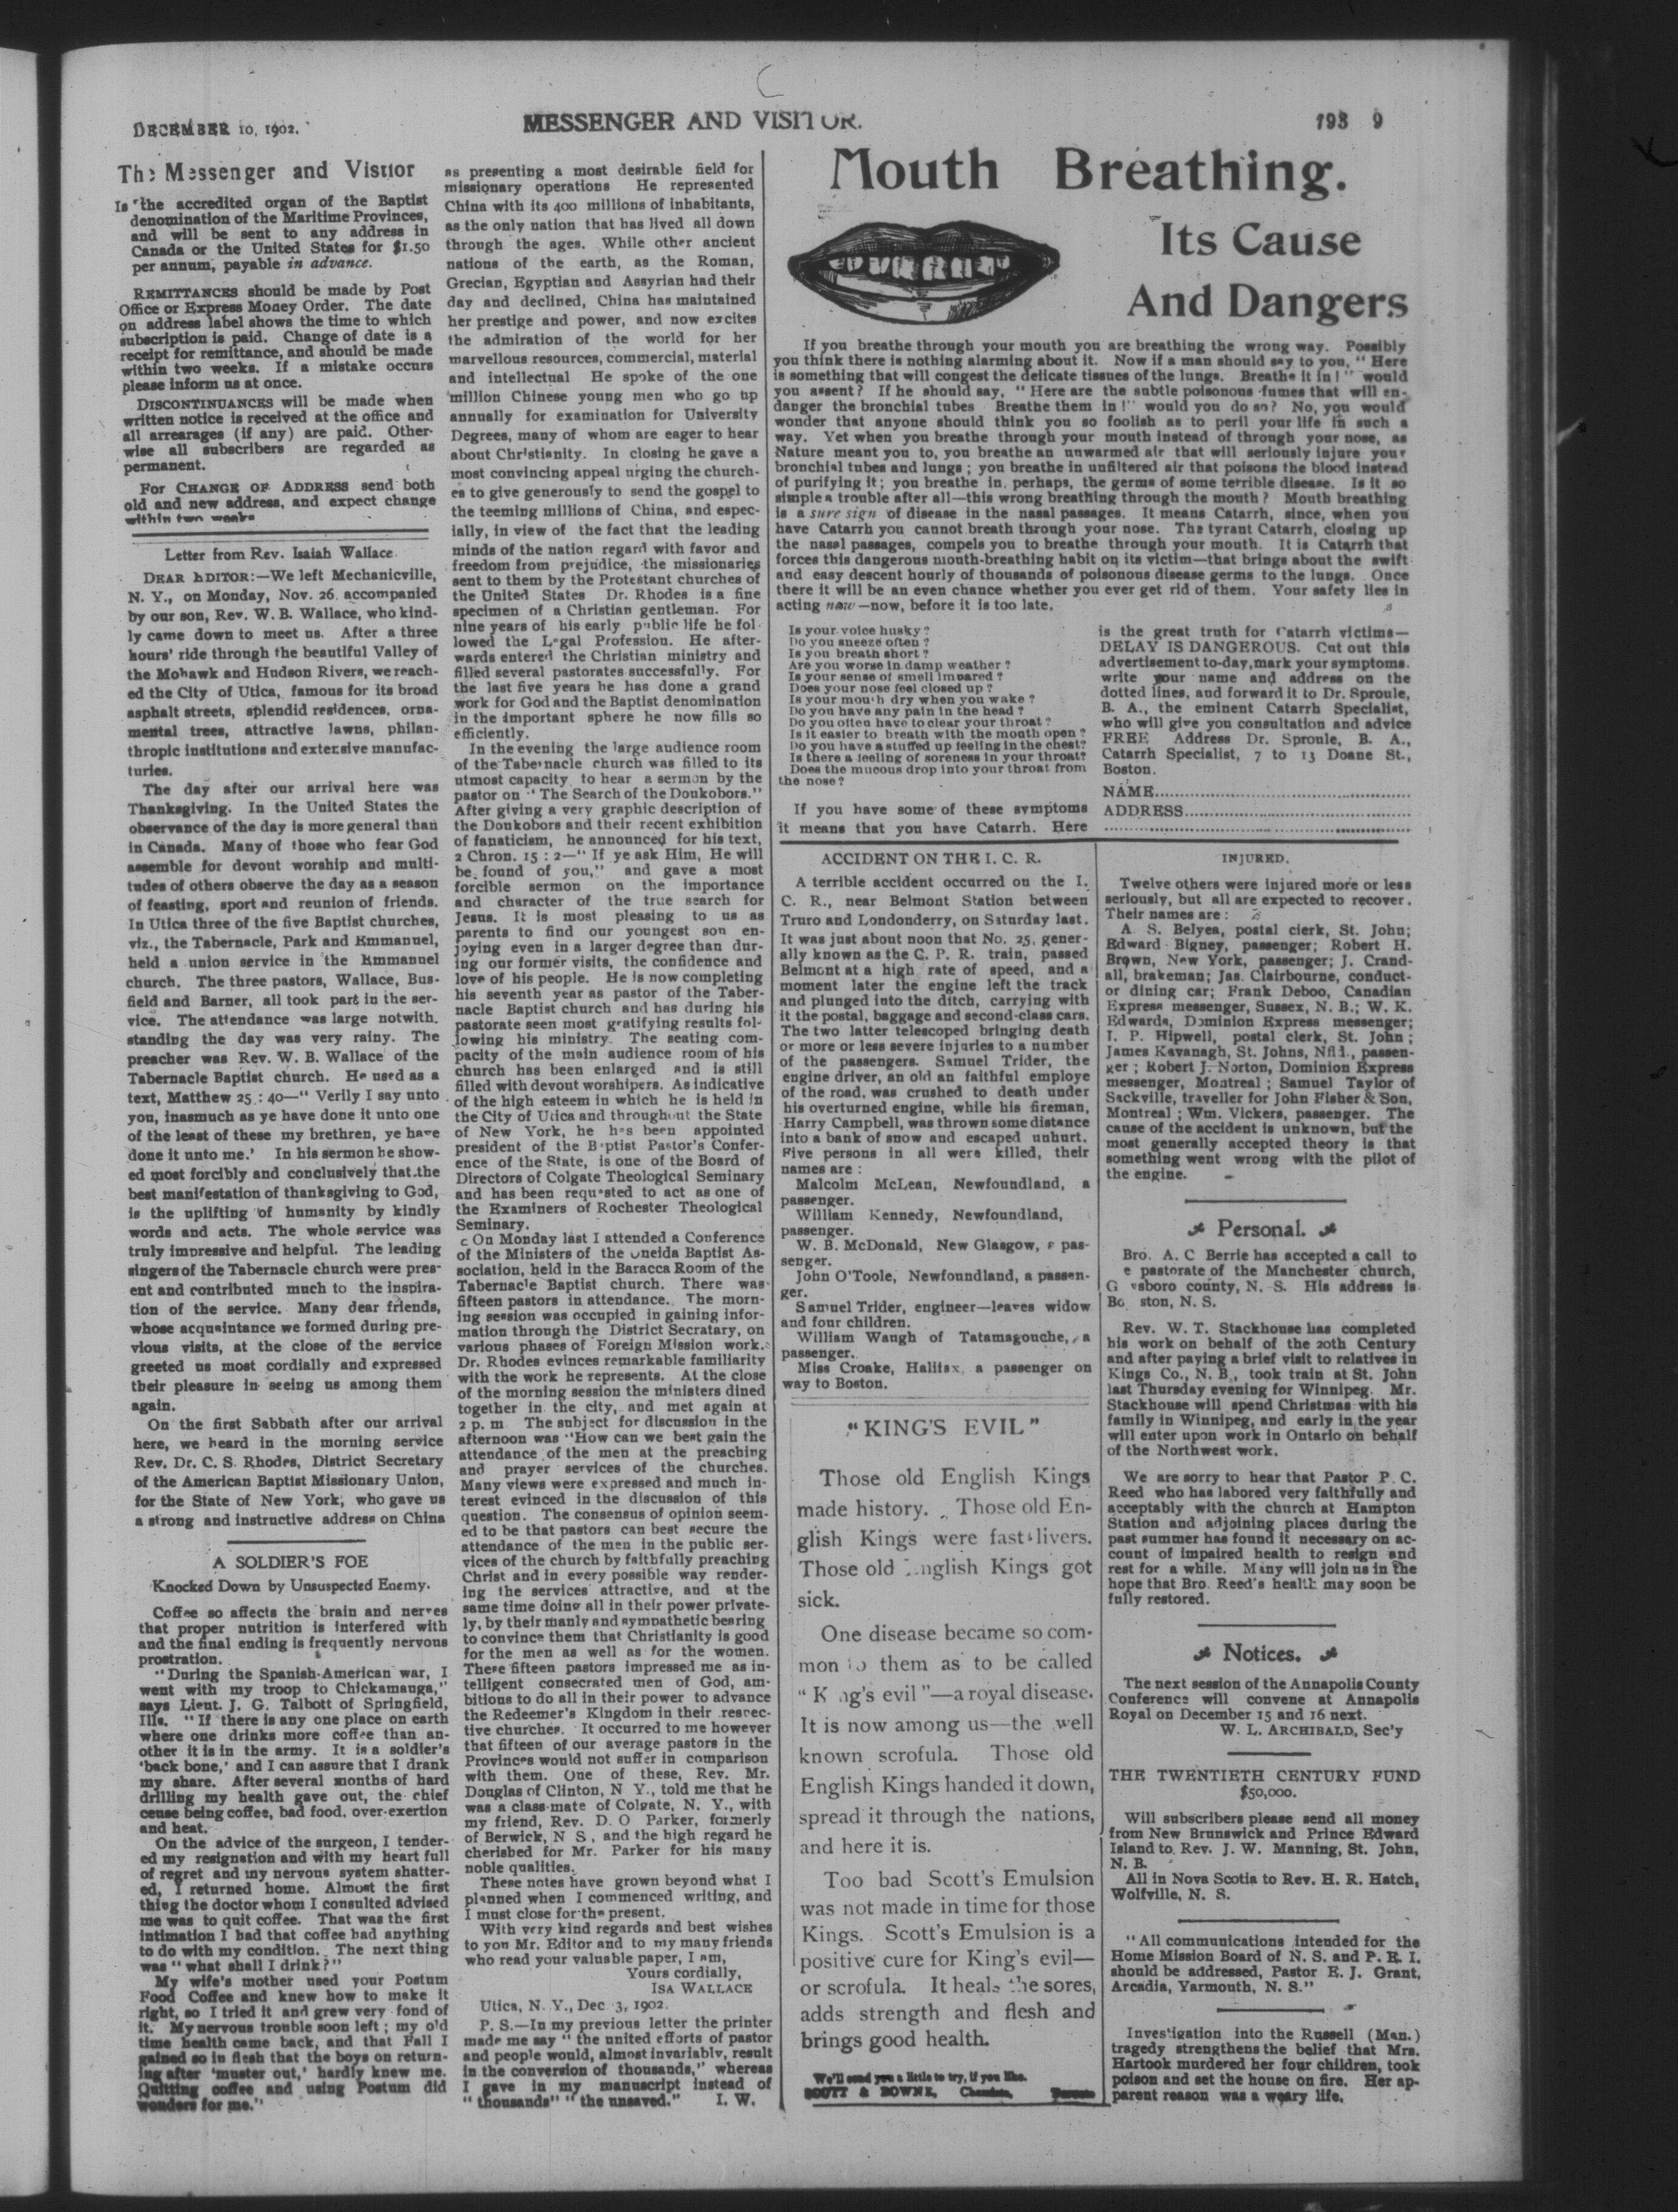 DECEMBER 10, 1902.
MESSENGER AND VISITOR.
793 9
The Messenger and Visitor
Is the accredited organ of the Baptist
denomination of the Maritime Provinces,
and will be sent to any address in
Canada or the United States for $1.50
per annum, payable in advance.
REMITTANCES should be made by Post
Office or Express Money Order. The date
on address label shows the time to which
subscription is paid. Change of date is a
receipt for remittance, and should be made
within two weeks. If a mistake occurs
please inform us at once.
DISCONTINUANCES will be made when
written notice is received at the office and
all arrearages (if any) are paid. Other-
wise all subscribers are regarded as
permanent.
For CHANGE OF ADDRESS send both
old and new address, and expect change
within two weeks
Letter from Rev. Isaiah Wallace.
DEAR EDITOR:—We left Mechanicville,
N. Y., on Monday, Nov. 26 accompanied
by our son, Rev. W. B. Wallace, who kind-
ly came down to meet us. After a three
hours' ride through the beautiful Valley of
the Mohawk and Hudson Rivers, we reach-
ed the City of Utica, famous for its broad
asphalt streets, splendid residences, orna-
mental trees, attractive lawns, philan-
thropic institutions and extersive manufac-
turies.
The day after our arrival here was
Thanksgiving. In the United States the
observance of the day is more general than
in Canada. Many of those who fear God
assemble for devout worship and multi-
tudes of others observe the day as a season
of feasting, sport and reunion of friends.
In Utica three of the five Baptist churches,
viz., the Tabernacle, Park and Emmanuel,
held a union service in the Emmanuel
church. The three pastors, Wallace, Bus-
field and Barner, all took part in the ser-
vice. The attendance was large notwith-
standing the day was very rainy. The
preacher was Rev. W. B. Wallace of the
Tabernacle Baptist church. He used as a
text, Matthew 25 : 40—" Verily I say unto
you, inasmuch as ye have done it unto one
of the least of these my brethren, ye have
done it unto me.' In his sermon he show-
ed most forcibly and conclusively that the
best manifestation of thanksgiving to God,
is the uplifting of humanity by kindly
words and acts. The whole service was
truly impressive and helpful. The leading
singers of the Tabernacle church were pres-
ent and contributed much to the inspira-
tion of the service. Many dear friends,
whose acquaintance we formed during pre-
vious visits, at the close of the service
greeted us most cordially and expressed
their pleasure in seeing us among them
again.
On the first Sabbath after our arrival
here, we heard in the morning service
Rev. Dr. C. S. Rhodes, District Secretary
of the American Baptist Missionary Union,
for the State of New York, who gave us
a strong and instructive address on China
A SOLDIER'S FOE
Knocked Down by Unsuspected Enemy.
Coffee so affects the brain and nerves
that proper nutrition is interfered with
and the final ending is frequently nervous
prostration.
"During the Spanish-American war, I
went with my troop to Chickamauga,"
says Lieut. J. G. Talbott of Springfield,
Ills. "If there is any one place on earth
where one drinks more coffee than an-
other it is in the army. It is a soldier's
'back bone,' and I can assure that I drank
my share. After several months of hard
drilling my health gave out, the chief
cause being coffee, bad food, over-exertion
and heat.
On the advice of the surgeon, I tender-
ed my resignation and with my heart full
of regret and my nervous system shatter-
ed, I returned home. Almost the first
thing the doctor whom I consulted advised
me was to quit coffee. That was the first
intimation I had that coffee had anything
to do with my condition. The next thing
was "what shall I drink?"
My wife's mother used your Postum
Food Coffee and knew how to make it
right, so I tried it and grew very fond of
it. My nervous trouble soon left ; my old
time health came back, and that Fall I
gained so in flesh that the boys on return-
ing after 'muster out,' hardly knew me.
Quitting coffee and using Postum did
wonders for me."
as presenting a most desirable field for
missionary operations He represented
China with its 400 millions of inhabitants,
as the only nation that has lived all down
through the ages. While other ancient
nations of the earth, as the Roman,
Grecian, Egyptian and Assyrian had their
day and declined, China has maintained
her prestige and power, and now excites
the admiration of the world for her
marvellous resources, commercial, material
and intellectual He spoke of the one
million Chinese young men who go up
annually for examination for University
Degrees, many of whom are eager to hear
about Christianity. In closing he gave a
most convincing appeal urging the church-
es to give generously to send the gospel to
the teeming millions of China, and espec-
ially, in view of the fact that the leading
minds of the nation regard with favor and
freedom from prejudice, the missionaries
sent to them by the Protestant churches of
the United States Dr. Rhodes is a fine
specimen of a Christian gentleman. For
nine years of his early public life he fol-
lowed the Legal Profession. He after-
wards entered the Christian ministry and
filled several pastorates successfully. For
the last five years he has done a grand
work for God and the Baptist denomination
in the important sphere he now fills so
efficiently.
In the evening the large audience room
of the Tabernacle church was filled to its
utmost capacity to hear a sermon by the
pastor on " The Search of the Doukobors."
After giving a very graphic description of
the Doukobors and their recent exhibition
of fanaticism, he announced for his text,
2 Chron. 15 : 2—" If ye ask Him, He will
be found of you," and gave a most
forcible sermon on the importance
and character of the true search for
Jesus. It is most pleasing to us as
parents to find our youngest son en-
joying even in a larger degree than dur-
ing our former visits, the confidence and
love of his people. He is now completing
his seventh year as pastor of the Taber-
nacle Baptist church and has during his
pastorate seen most gratifying results fol-
lowing his ministry. The seating com-
pacity of the main audience room of his
church has been enlarged and is still
filled with devout worshipers. As indicative
of the high esteem in which he is held in
the City of Utica and throughout the State
of New York, he has been appointed
president of the Baptist Pastor's Confer-
ence of the State, is one of the Board of
Directors of Colgate Theological Seminary
and has been requested to act as one of
the Examiners of Rochester Theological
Seminary.
On Monday last I attended a Conference
of the Ministers of the Oneida Baptist As-
sociation, held in the Baracca Room of the
Tabernacle Baptist church. There was
fifteen pastors in attendance. The morn-
ing session was occupied in gaining infor-
mation through the District Secratary, on
various phases of Foreign Mission work.
Dr. Rhodes evinces remarkable familiarity
with the work he represents. At the close
of the morning session the ministers dined
together in the city, and met again at
2 p. m The subject for discussion in the
afternoon was "How can we best gain the
attendance of the men at the preaching
and prayer services of the churches.
Many views were expressed and much in-
terest evinced in the discussion of this
question. The consensus of opinion seem-
ed to be that pastors can best secure the
attendance of the men in the public ser-
vices of the church by faithfully preaching
Christ and in every possible way render-
ing the services attractive, and at the
same time doing all in their power private-
ly, by their manly and sympathetic bearing
to convince them that Christianity is good
for the men as well as for the women.
These fifteen pastors impressed me as in-
telligent consecrated men of God, am-
bitions to do all in their power to advance
the Redeemer's Kingdom in their respec-
tive churches. It occurred to me however
that fifteen of our average pastors in the
Provinces would not suffer in comparison
with them. One of these, Rev. Mr.
Douglas of Clinton, N Y., told me that he
was a class-mate of Colgate, N. Y., with
my friend, Rev. D. O Parker, formerly
of Berwick, N S , and the high regard he
cherished for Mr. Parker for his many
noble qualities.
These notes have grown beyond what I
planned when I commenced writing, and
I must close for the present.
With very kind regards and best wishes
to you Mr. Editor and to my many friends
who read your valuable paper, I am,
Yours cordially,
ISA WALLACE
Utica, N. Y., Dec 3, 1902.
P. S.—In my previous letter the printer
made me say " the united efforts of pastor
and people would, almost invariably, result
in the conversion of thousands," whereas
I gave in my manuscript instead of
" thousands" " the unsaved." I. W.
Mouth Breathing.
Its Cause
And Dangers
If you breathe through your mouth you are breathing the wrong way. Possibly
you think there is nothing alarming about it. Now if a man should say to you, " Here
is something that will congest the delicate tissues of the lungs. Breathe it in!" would
you assent? If he should say, " Here are the subtle poisonous fumes that will en-
danger the bronchial tubes Breathe them in !" would you do so? No, you would
wonder that anyone should think you so foolish as to peril your life in such a
way. Yet when you breathe through your mouth instead of through your nose, as
Nature meant you to, you breathe an unwarmed air that will seriously injure your
bronchial tubes and lungs ; you breathe in unfiltered air that poisons the blood instead
of purifying it; you breathe in, perhaps, the germs of some terrible disease. Is it so
simple a trouble after all—this wrong breathing through the mouth? Mouth breathing
is a sure sign of disease in the nasal passages. It means Catarrh, since, when you
have Catarrh you cannot breath through your nose. The tyrant Catarrh, closing up
the nasal passages, compels you to breathe through your mouth. It is Catarrh that
forces this dangerous mouth-breathing habit on its victim—that brings about the swift
and easy descent hourly of thousands of poisonous disease germs to the lungs. Once
there it will be an even chance whether you ever get rid of them. Your safety lies in
acting now—now, before it is too late.
Is your voice husky?
Do you sneeze often ?
Is you breath short?
Are you worse in damp weather ?
Is your sense of smell impared ?
Does your nose feel closed up ?
Is your mouth dry when you wake ?
Do you have any pain in the head ?
Do you often have to clear your throat ?
Is it easier to breath with the mouth open ?
Do you have a stuffed up feeling in the chest?
Is there a feeling of soreness in your throat?
Does the mucous drop into your throat from
the nose?
If you have some of these symptoms
it means that you have Catarrh. Here
is the great truth for Catarrh victims—
DELAY IS DANGEROUS. Cut out this
advertisement to-day, mark your symptoms.
write your name and address on the
dotted lines, and forward it to Dr. Sproule,
B. A., the eminent Catarrh Specialist,
who will give you consultation and advice
FREE Address Dr. Sproule, B. A.,
Catarrh Specialist, 7 to 13 Doane St.,
Boston.
NAME..............................................
ADDRESS........................................
......................................................
ACCIDENT ON THE I. C. R.
A terrible accident occurred on the I.
C. R., near Belmont Station between
Truro and Londonderry, on Saturday last.
It was just about noon that No. 25, gener-
ally known as the C. P. R. train, passed
Belmont at a high rate of speed, and a
moment later the engine left the track
and plunged into the ditch, carrying with
it the postal, baggage and second-class cars.
The two latter telescoped bringing death
or more or less severe injuries to a number
of the passengers. Samuel Trider, the
engine driver, an old an faithful employe
of the road, was crushed to death under
his overturned engine, while his fireman,
Harry Campbell, was thrown some distance
into a bank of snow and escaped unhurt.
Five persons in all were killed, their
names are :
Malcolm McLean, Newfoundland, a
passenger.
William Kennedy, Newfoundland,
passenger.
W. B. McDonald, New Glasgow, a pas-
senger.
John O'Toole, Newfoundland, a passen-
ger.
Samuel Trider, engineer—leaves widow
and four children.
William Waugh of Tatamagouche, a
passenger.
Miss Croake, Halifax, a passenger on
way to Boston.
"KING'S EVIL"
Those old English Kings
made history. Those old En-
glish Kings were fast livers.
Those old English Kings got
sick.
One disease became so com-
mon to them as to be called
" King's evil "—a royal disease.
It is now among us—the well
known scrofula. Those old
English Kings handed it down,
spread it through the nations,
and here it is.
Too bad Scott's Emulsion
was not made in time for those
Kings. Scott's Emulsion is a
positive cure for King's evil—
or scrofula. It heals the sores,
adds strength and flesh and
brings good health.
We'll send you a little to try, if you like.
SCOTT & BOWNE, Chemists, Toronto
INJURED.
Twelve others were injured more or less
seriously, but all are expected to recover.
Their names are :
A. S. Belyea, postal clerk, St. John;
Edward Bigney, passenger; Robert H.
Brown, New York, passenger; J. Crand-
all, brakeman; Jas. Clairbourne, conduct-
or dining car; Frank Deboo, Canadian
Express messenger, Sussex, N. B.; W. K.
Edwards, Dominion Express messenger;
I. P. Hipwell, postal clerk, St. John ;
James Kavanagh, St. Johns, Nfld., passen-
ger ; Robert J. Norton, Dominion Express
messenger, Montreal ; Samuel Taylor of
Sackville, traveller for John Fisher & Son,
Montreal ; Wm. Vickers, passenger. The
cause of the accident is unknown, but the
most generally accepted theory is that
something went wrong with the pilot of
the engine.
Personal.
Bro. A. C Berrie has accepted a call to
e pastorate of the Manchester church,
G sboro county, N. S. His address is
Bo ston, N. S.
Rev. W. T. Stackhouse has completed
his work on behalf of the 20th Century
and after paying a brief visit to relatives in
Kings Co., N. B., took train at St. John
last Thursday evening for Winnipeg. Mr.
Stackhouse will spend Christmas with his
family in Winnipeg, and early in the year
will enter upon work in Ontario on behalf
of the Northwest work.
We are sorry to hear that Pastor P. C.
Reed who has labored very faithfully and
acceptably with the church at Hampton
Station and adjoining places during the
past summer has found it necessary on ac-
count of impaired health to resign and
rest for a while. Many will join us in the
hope that Bro. Reed's health may soon be
fully restored.
Notices.
The next session of the Annapolis County
Conference will convene at Annapolis
Royal on December 15 and 16 next.
W. L. ARCHIBALD, Sec'y
THE TWENTIETH CENTURY FUND
$50,000.
Will subscribers please send all money
from New Brunswick and Prince Edward
Island to Rev. J. W. Manning, St. John,
N. B.
All in Nova Scotia to Rev. H. R. Hatch,
Wolfville, N. S.
"All communications intended for the
Home Mission Board of N. S. and P. E. I.
should be addressed, Pastor E. J. Grant,
Arcadia, Yarmouth, N. S."
Investigation into the Russell (Man.)
tragedy strengthens the belief that Mrs.
Hartook murdered her four children, took
poison and set the house on fire. Her ap-
parent reason was a weary life.